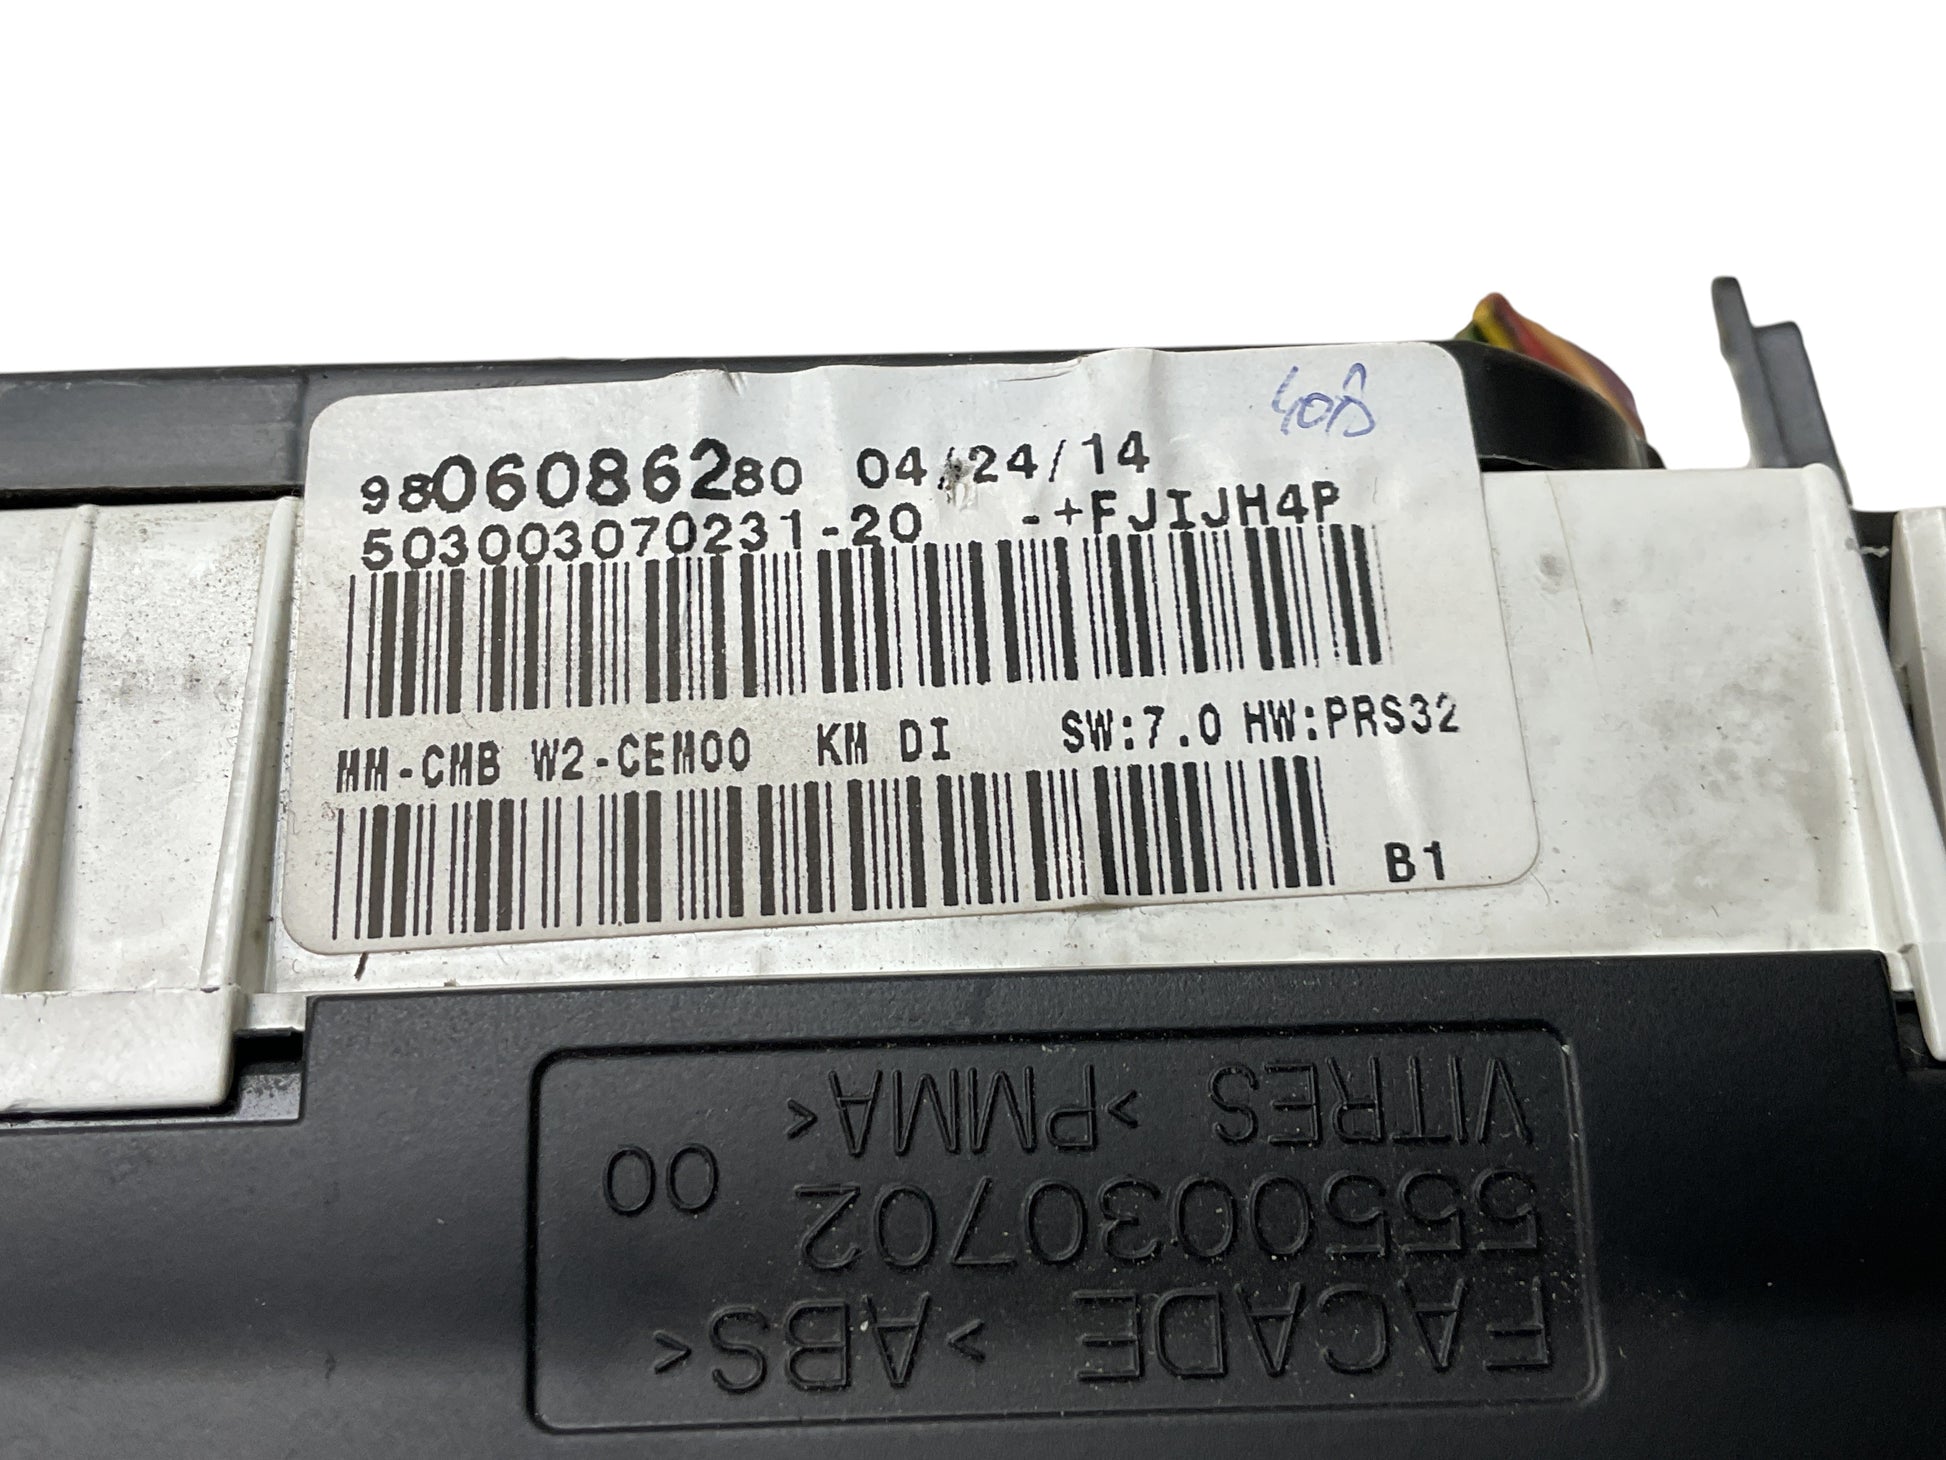 408
9806086280 04/24/14
503003070231-20 -+FJIJH4P
MM-CMB W2-CEM00 KM DI SW:7.0 HW:PRS32
B1
FACADE >ABS<
5550030702 00
VITRES >PMMA<